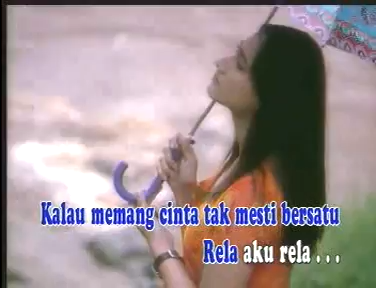 Kalau memang cinta tak mesti bersatu
Rela aku rela . . .